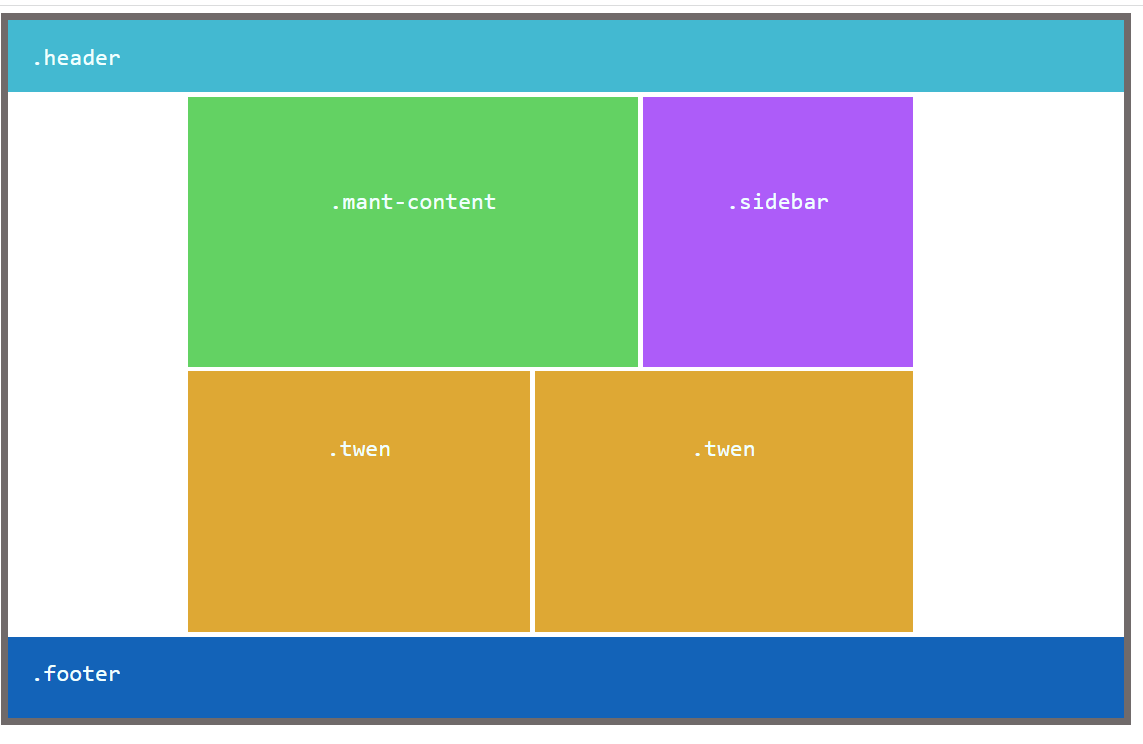 .header
.mant-content
.sidebar
.twen
.twen
.footer